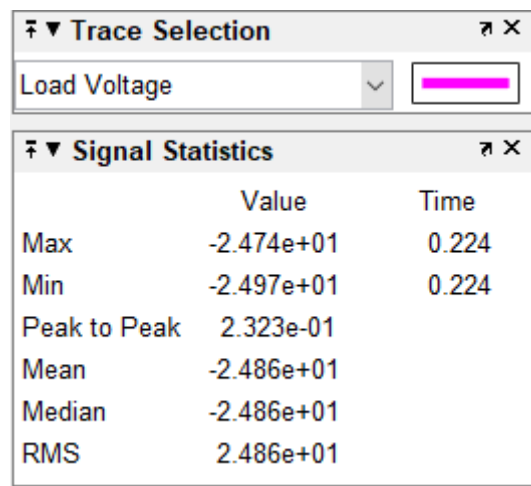 Trace Selection
Load Voltage
Signal Statistics
Value Time
Max -2.474e+01 0.224
Min -2.497e+01 0.224
Peak to Peak 2.323e-01
Mean -2.486e+01
Median -2.486e+01
RMS 2.486e+01